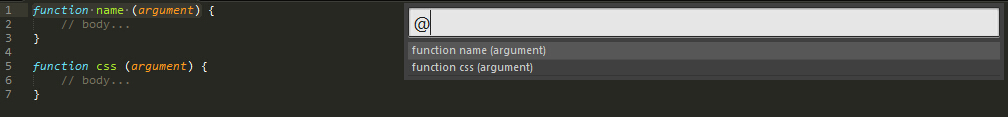 1 function name (argument) {
2 // body...
3 }
4
5 function css (argument) {
6 // body...
7 }
@
function name (argument)
function css (argument)